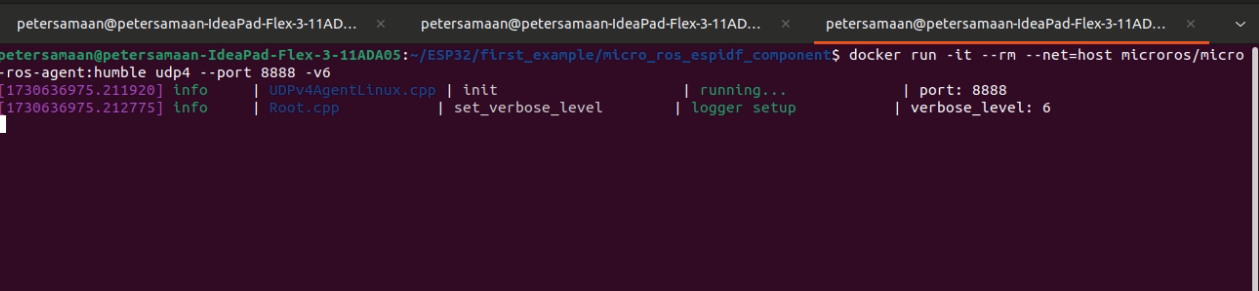 petersamaan@petersamaan-IdeaPad-Flex-3-11AD... × petersamaan@petersamaan-IdeaPad-Flex-3-11AD... × petersamaan@petersamaan-IdeaPad-Flex-3-11AD... ×
petersamaan@petersamaan-IdeaPad-Flex-3-11ADA05:~/ESP32/first_example/micro_ros_espidf_component$ docker run -it --rm --net=host microros/micro
-ros-agent:humble udp4 --port 8888 -v6
[1730636975.211920] info | UDPv4AgentLinux.cpp | init | running... | port: 8888
[1730636975.212775] info | Root.cpp | set_verbose_level | logger setup | verbose_level: 6